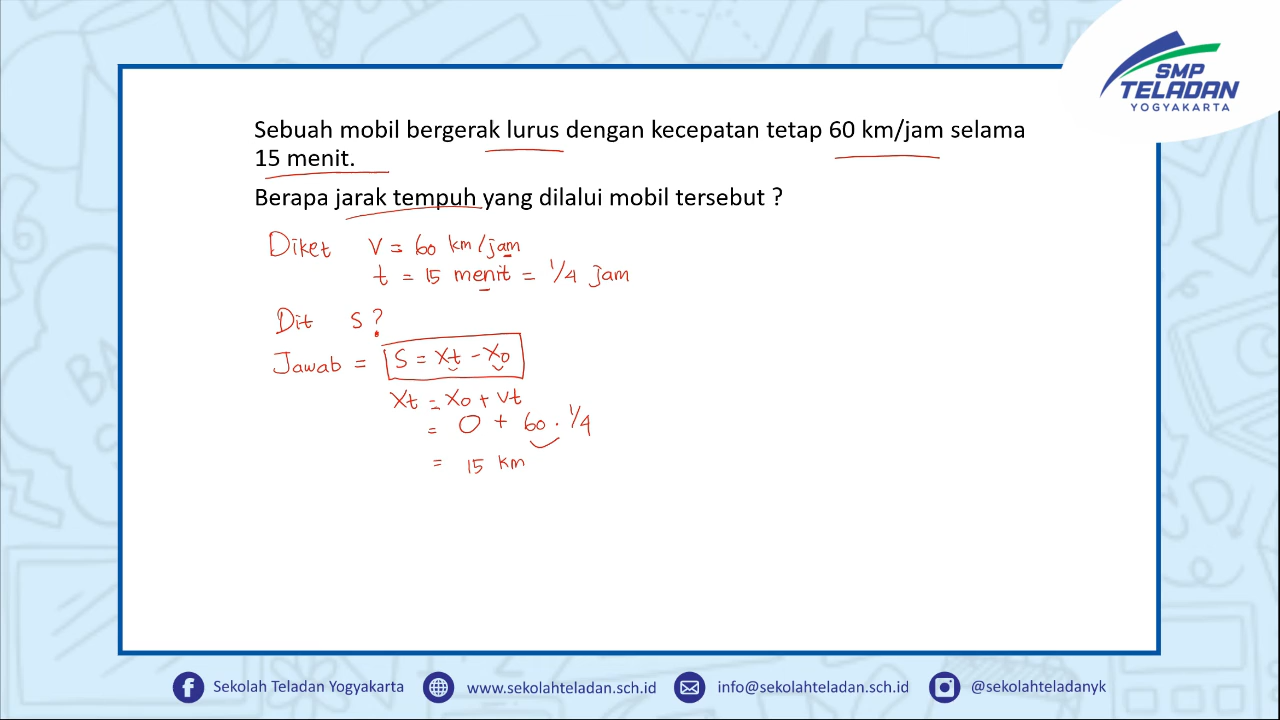 SMP
TELADAN
YOGYAKARTA
Sebuah mobil bergerak lurus dengan kecepatan tetap 60 km/jam selama
15 menit.
Berapa jarak tempuh yang dilalui mobil tersebut ?
Diket V = 60 km/jam
t = 15 menit = 1/4 jam
Dit S?
Jawab = S = Xt - Xo
Xt = Xo + Vt
= 0 + 60 . 1/4
= 15 km
Sekolah Teladan Yogyakarta www.sekolahteladan.sch.id info@sekolahteladan.sch.id @sekolahteladanyk